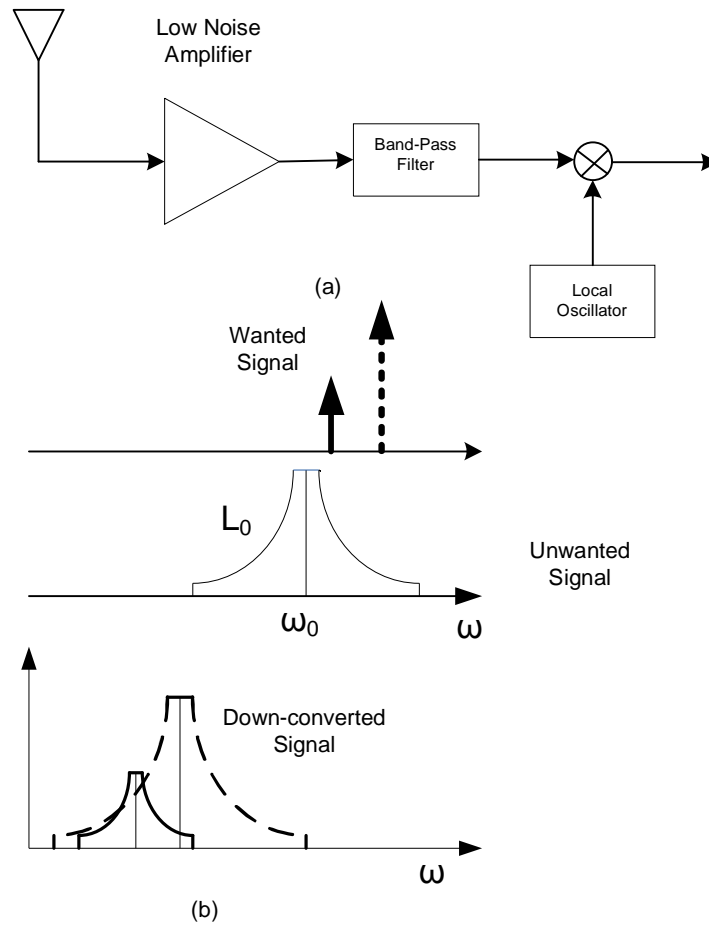 Low Noise
Amplifier
Band-Pass
Filter
Local
Oscillator
(a)
Wanted
Signal
L₀
Unwanted
Signal
ω₀
ω
Down-converted
Signal
ω
(b)